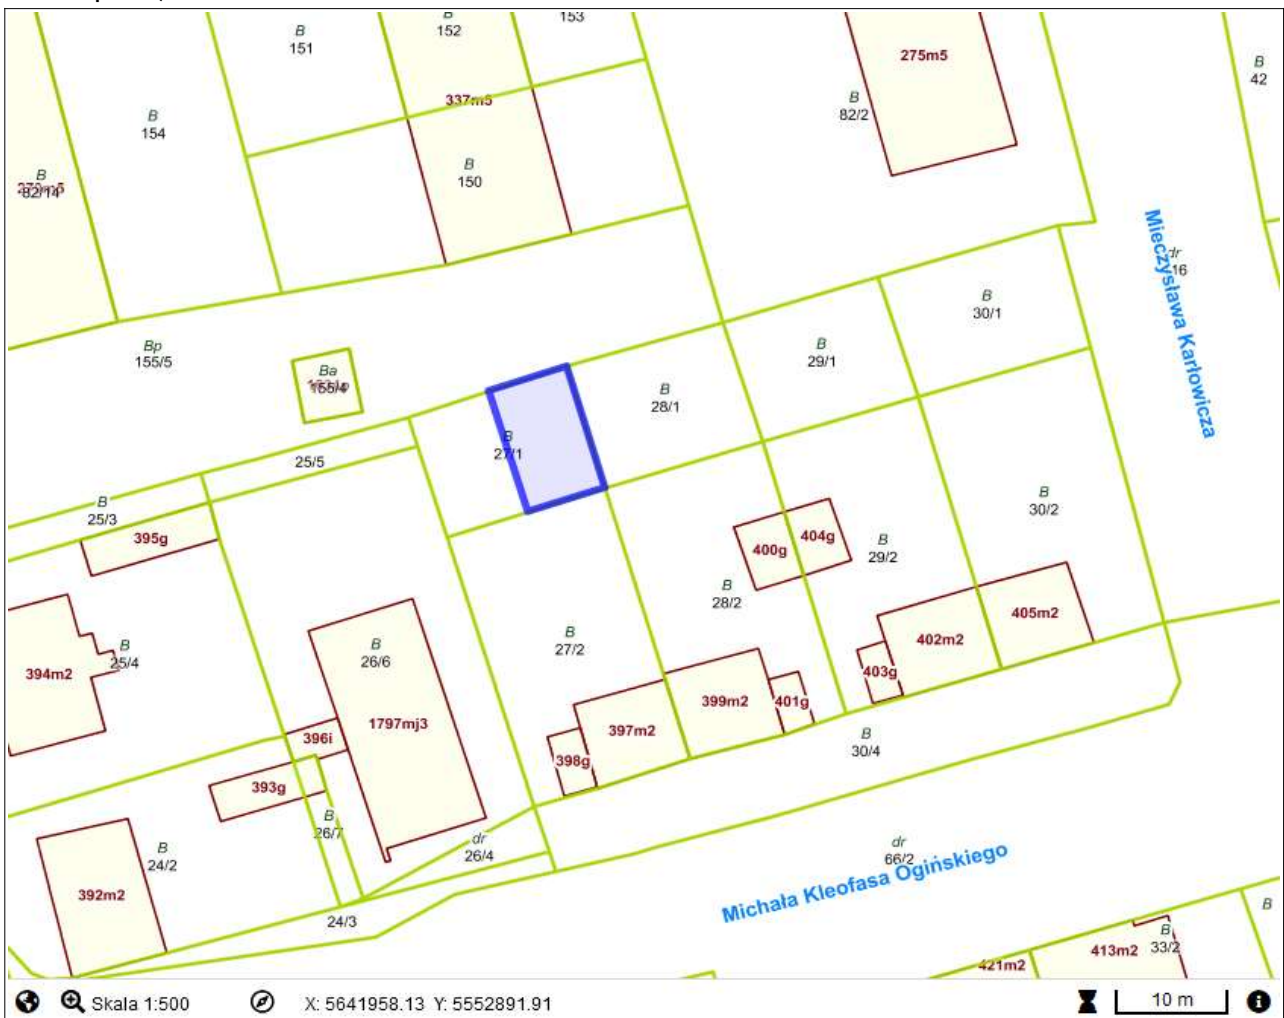 B
152
153
B
151
275m5
B
42
B
82/2
337m5
B
154
B
150
B
82/14
Mieczysława Karłowicza
dr
B
30/1
Bp
155/5
B
29/1
Ba
155/4
B
28/1
B
27/1
25/5
B
25/3
395g
B
30/2
400g
404g
B
29/2
B
28/2
405m2
B
27/2
402m2
B
25/4
B
26/6
394m2
403g
399m2
401g
1797mj3
397m2
396i
B
30/4
398g
393g
B
26/7
dr
26/4
B
24/2
dr
66/2
392m2
Michała Kleofasa Ogińskiego
24/3
B
B
33/2
413m2
421m2
Skala 1:500
X: 5641958.13 Y: 5552891.91
10 m